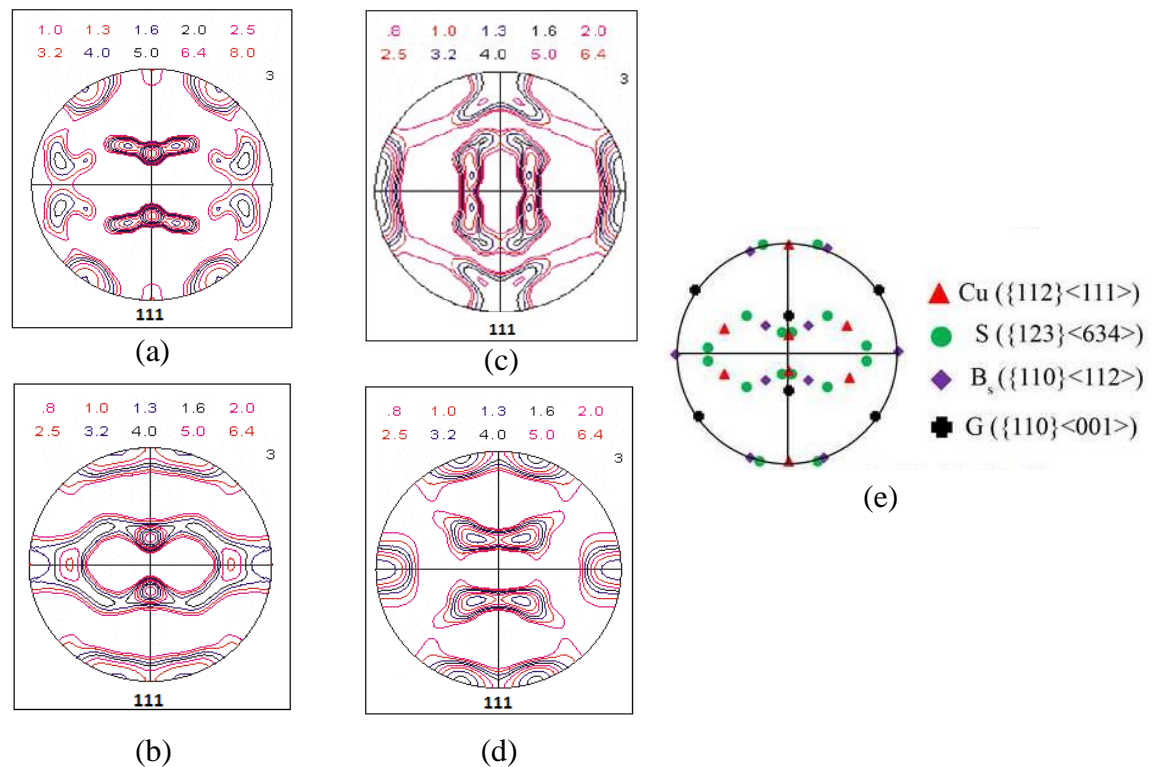 1.0 1.3 1.6 2.0 2.5
3.2 4.0 5.0 6.4 8.0
3
111
(a)
.8 1.0 1.3 1.6 2.0
2.5 3.2 4.0 5.0 6.4
3
111
(c)
.8 1.0 1.3 1.6 2.0
2.5 3.2 4.0 5.0 6.4
3
111
(b)
.8 1.0 1.3 1.6 2.0
2.5 3.2 4.0 5.0 6.4
3
111
(d)
Cu ({112}<111>)
S ({123}<634>)
Bs ({110}<112>)
G ({110}<001>)
(e)